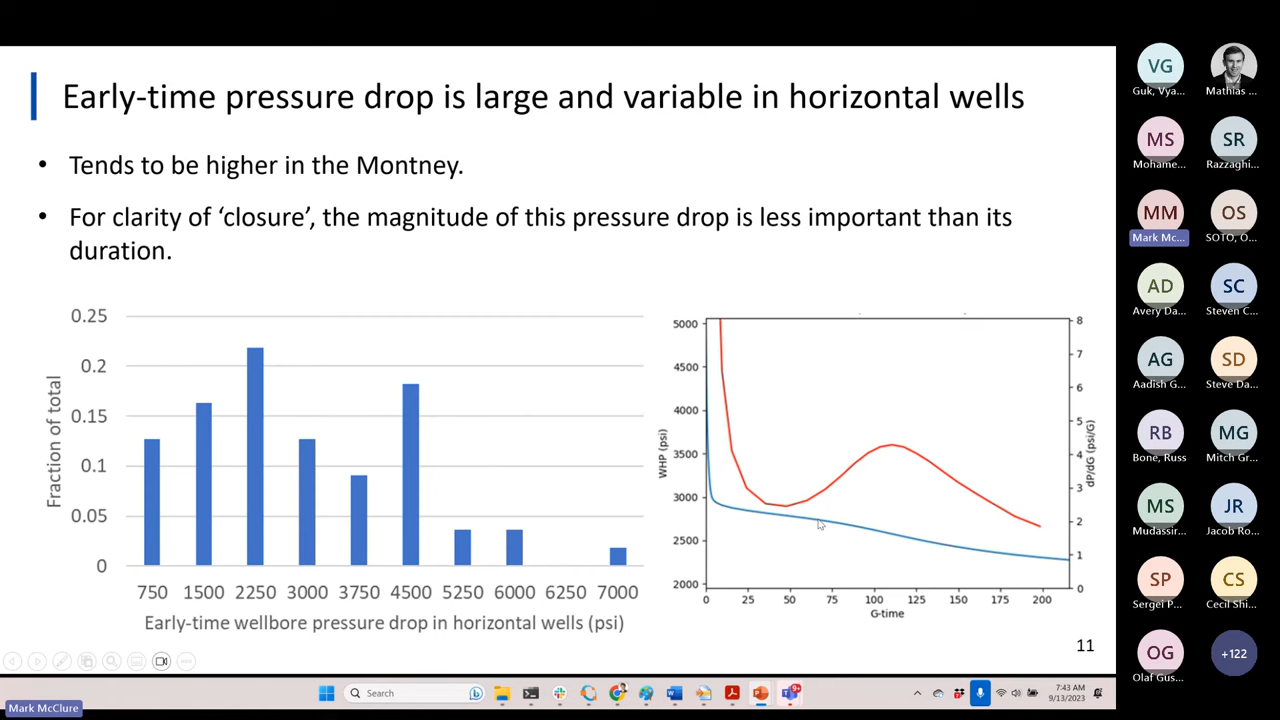 Early-time pressure drop is large and variable in horizontal wells
• Tends to be higher in the Montney.
• For clarity of ‘closure’, the magnitude of this pressure drop is less important than its
duration.
0.25
0.2
0.15
0.1
0.05
0
Fraction of total
750 1500 2250 3000 3750 4500 5250 6000 6250 7000
Early-time wellbore pressure drop in horizontal wells (psi)
5000
4500
4000
3500
3000
2500
2000
WHP (psi)
8
7
6
5
4
3
2
1
0
dP/dG (psi/G)
0 25 50 75 100 125 150 175 200
G-time
11
VG
Guk, Vya...
Mathias ...
MS
Mohame...
SR
Razzaghi...
MM
Mark Mc...
OS
SOTO, O...
AD
Avery Da...
SC
Steven C...
AG
Aadish G...
SD
Steve Da...
RB
Bone, Russ
MG
Mitch Gr...
MS
Mudassir...
JR
Jacob Ro...
SP
Sergei P...
CS
Cecil Shi...
OG
Olaf Gus...
+122
Search
7:43 AM
9/13/2023
Mark McClure